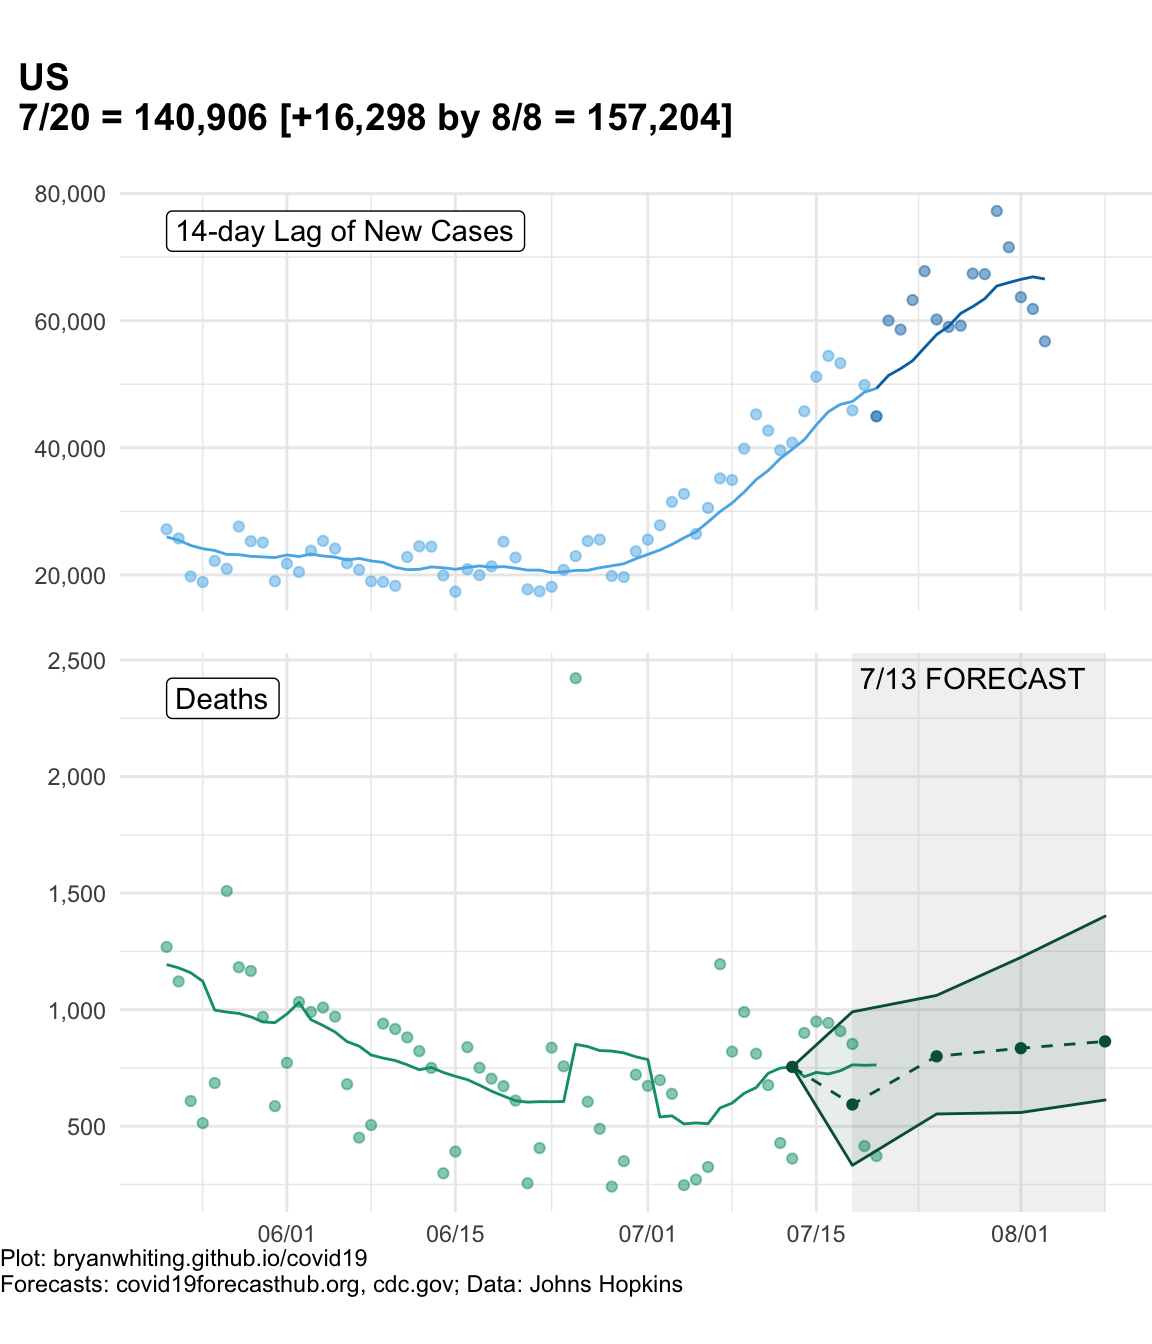 US
7/20 = 140,906 [+16,298 by 8/8 = 157,204]
80,000
14-day Lag of New Cases
60,000
40,000
20,000
2,500
7/13 FORECAST
Deaths
2,000
1,500
1,000
500
06/01 06/15 07/01 07/15 08/01
Plot: bryanwhiting.github.io/covid19
Forecasts: covid19forecasthub.org, cdc.gov; Data: Johns Hopkins